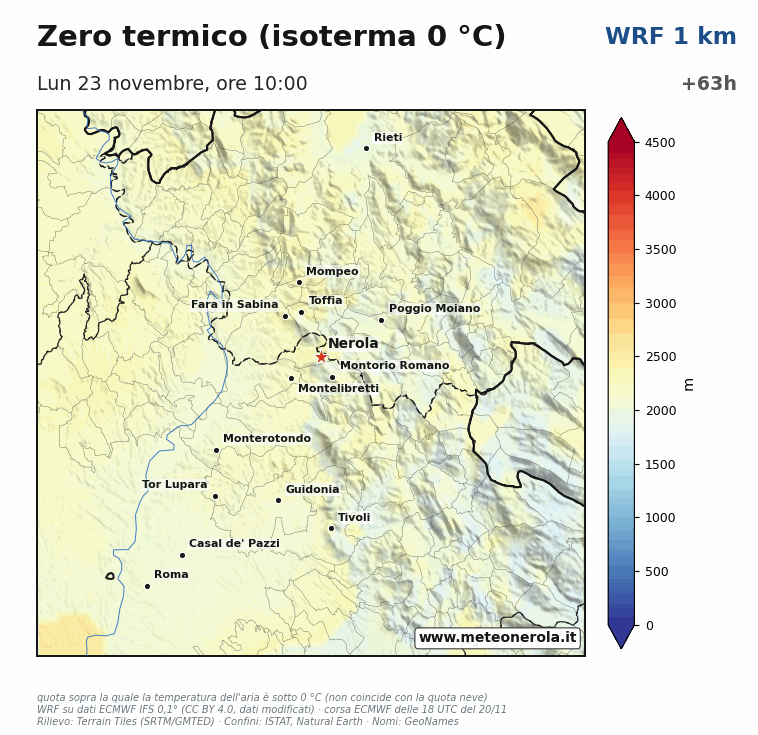 Zero termico (isoterma 0 °C)
WRF 1 km
Lun 23 novembre, ore 10:00
+63h
Rieti
Mompeo
Toffia
Fara in Sabina
Poggio Moiano
Nerola
Montorio Romano
Montelibretti
Monterotondo
Tor Lupara
Guidonia
Tivoli
Casal de' Pazzi
Roma
www.meteonerola.it
4500
4000
3500
3000
2500
2000
1500
1000
500
0
m
quota sopra la quale la temperatura dell'aria è sotto 0 °C (non coincide con la quota neve)
WRF su dati ECMWF IFS 0,1° (CC BY 4.0, dati modificati) · corsa ECMWF delle 18 UTC del 20/11
Rilievo: Terrain Tiles (SRTM/GMTED) · Confini: ISTAT, Natural Earth · Nomi: GeoNames